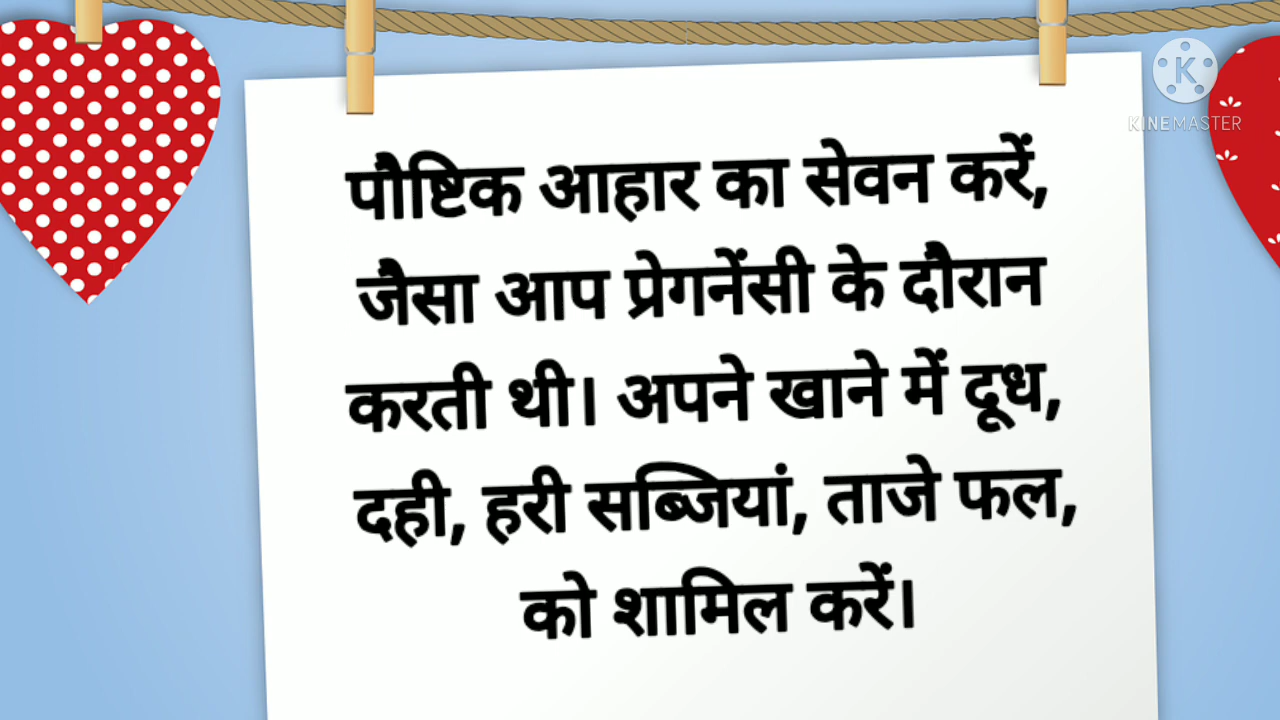 पौष्टिक आहार का सेवन करें,
जैसा आप प्रेगनेंसी के दौरान
करती थी। अपने खाने में दूध,
दही, हरी सब्जियां, ताजे फल,
को शामिल करें।
K
KINEMASTER